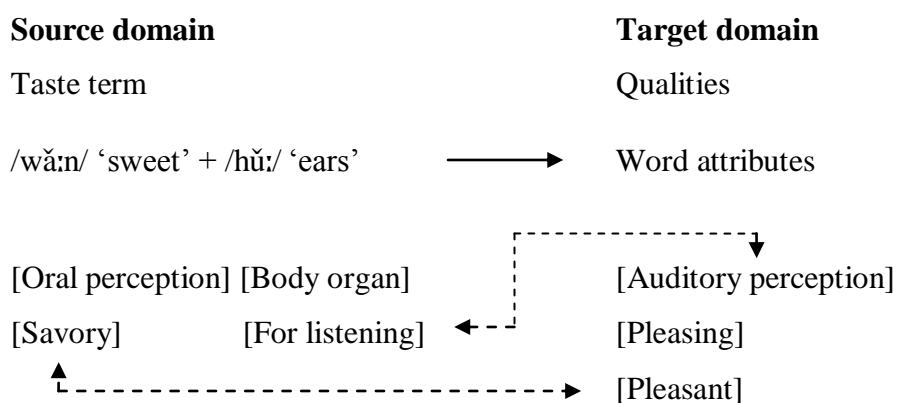 Source domain Target domain
Taste term Qualities
/wǎːn/ ‘sweet’ + /hǔː/ ‘ears’ Word attributes
[Oral perception] [Body organ] [Auditory perception]
[Savory] [For listening] [Pleasing]
[Pleasant]